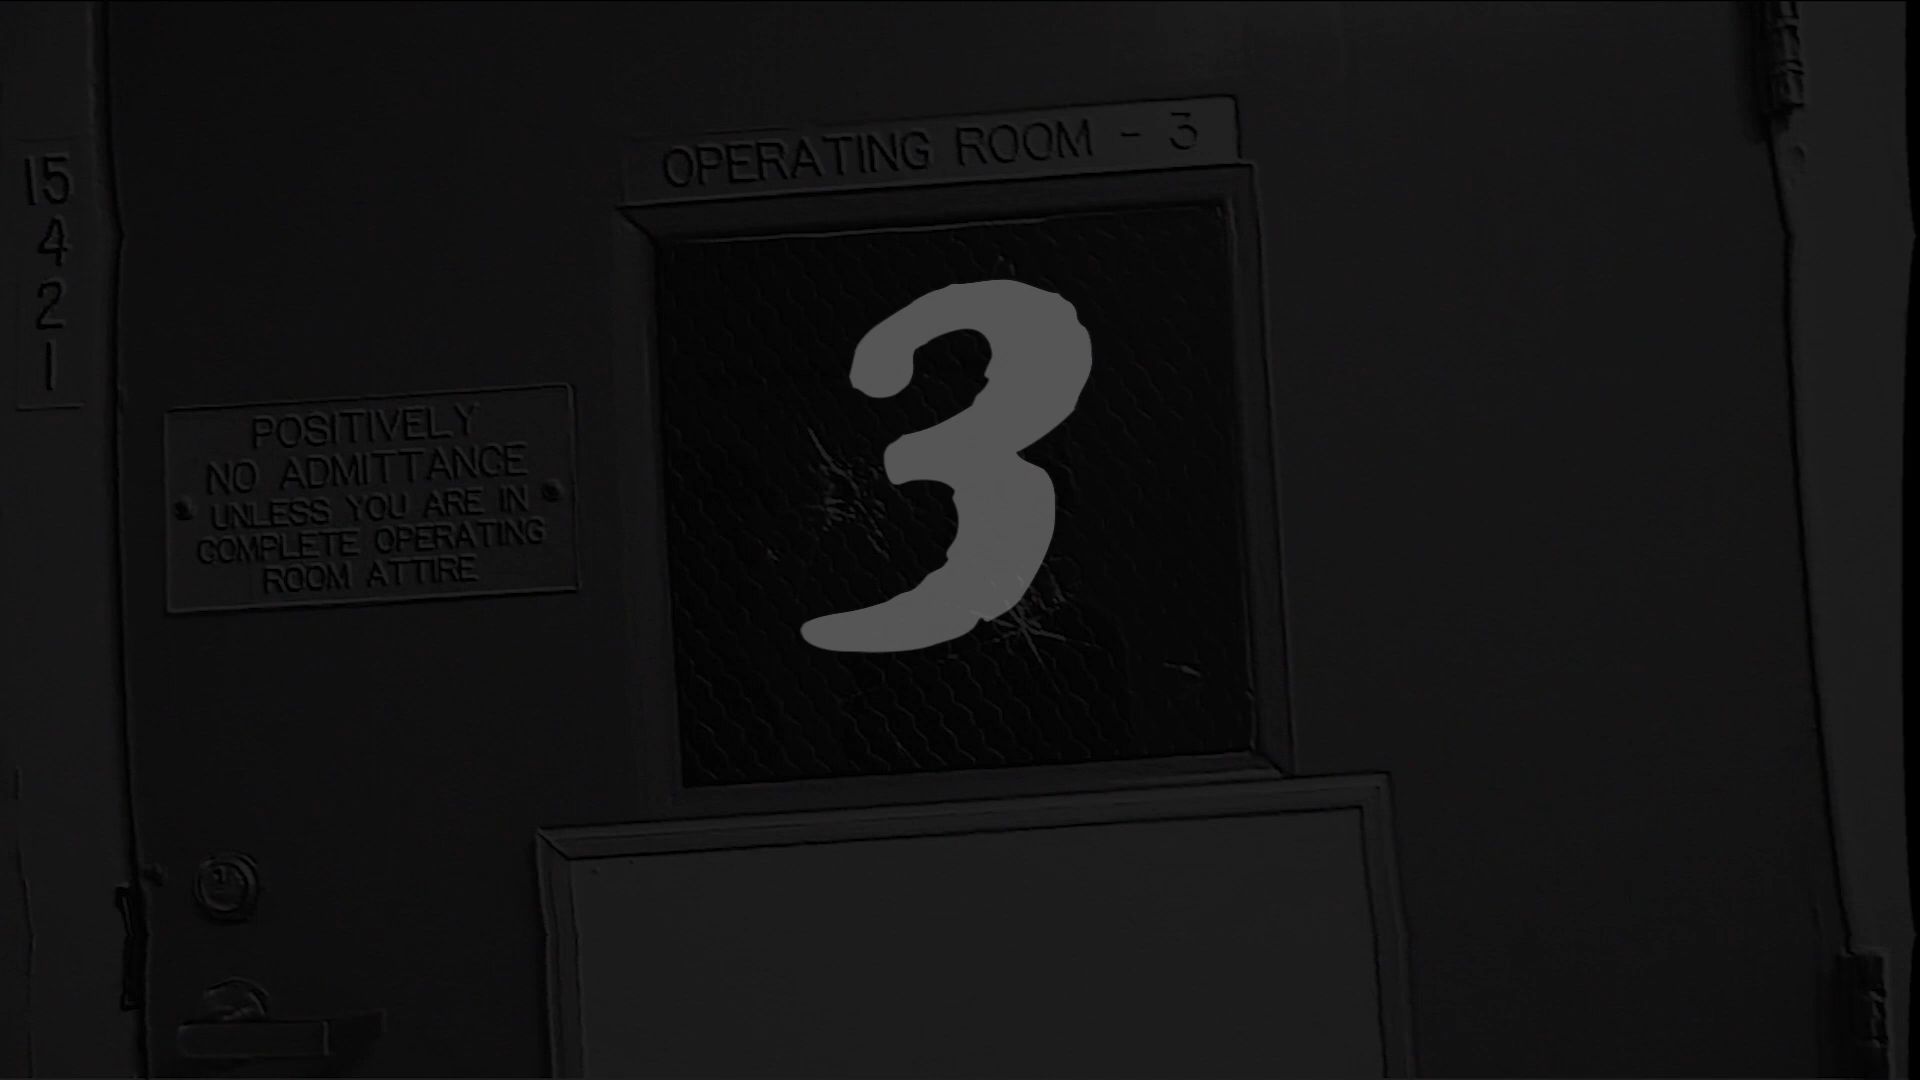 OPERATING ROOM - 3
15
4
2
1
3
POSITIVELY
NO ADMITTANCE
UNLESS YOU ARE IN
COMPLETE OPERATING
ROOM ATTIRE